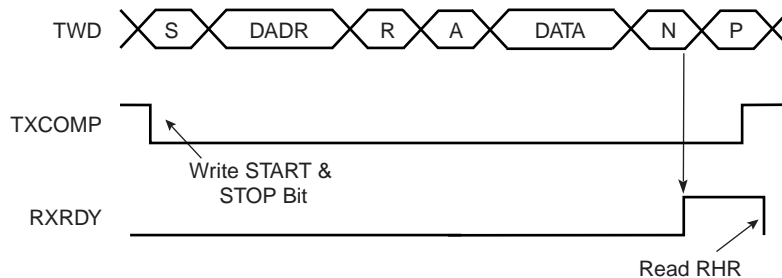 TWD S DADR R A DATA N P
TXCOMP
Write START &
STOP Bit
RXRDY
Read RHR